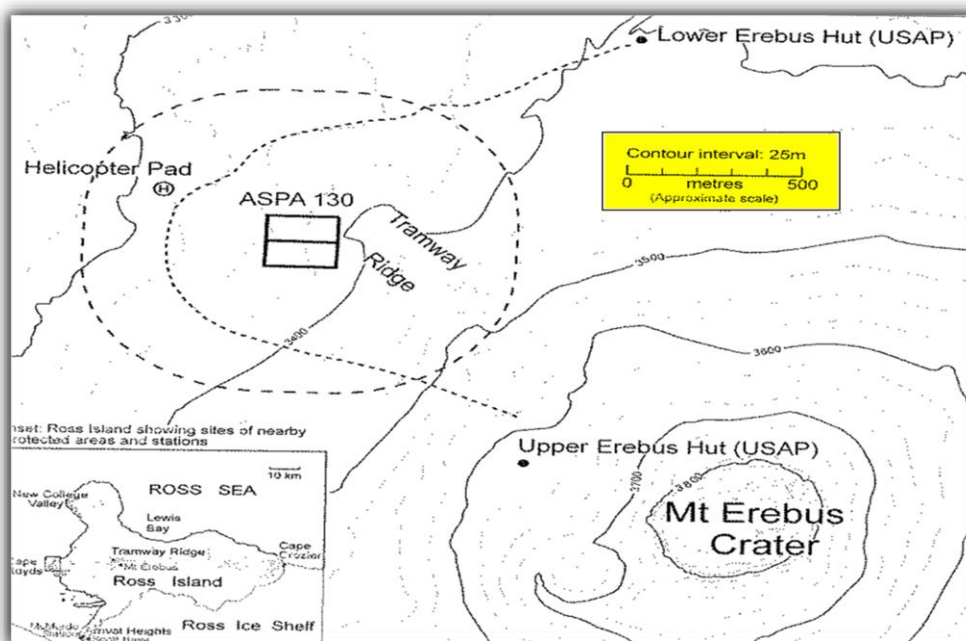 3300
Lower Erebus Hut (USAP)
Contour interval: 25m
0 metres 500
(Approximate scale)
Helicopter Pad
H
ASPA 130
Tramway
Ridge
3500
3400
3600
nset: Ross Island showing sites of nearby
rotected areas and stations
Upper Erebus Hut (USAP)
3700
3800
Mt Erebus
Crater
10 km
ROSS SEA
New College
Valley
Lewis
Bay
Tramway Ridge
Mt Erebus
Cape
Crozier
Ross Island
Ross Ice Shelf